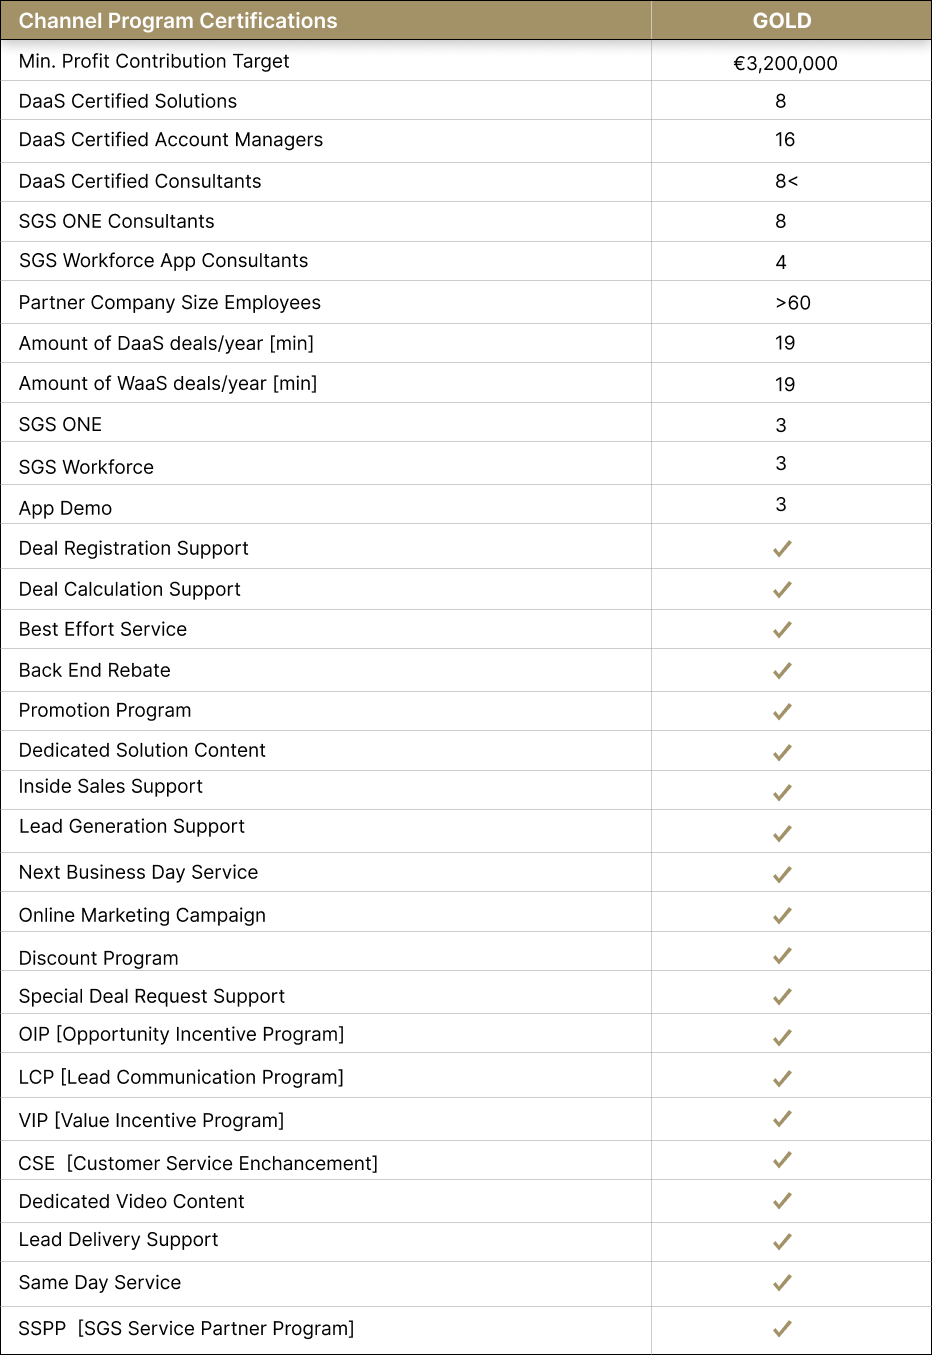 Channel Program Certifications GOLD
Min. Profit Contribution Target €3,200,000
DaaS Certified Solutions 8
DaaS Certified Account Managers 16
DaaS Certified Consultants 8<
SGS ONE Consultants 8
SGS Workforce App Consultants 4
Partner Company Size Employees >60
Amount of DaaS deals/year [min] 19
Amount of WaaS deals/year [min] 19
SGS ONE 3
SGS Workforce 3
App Demo 3
Deal Registration Support ✓
Deal Calculation Support ✓
Best Effort Service ✓
Back End Rebate ✓
Promotion Program ✓
Dedicated Solution Content ✓
Inside Sales Support ✓
Lead Generation Support ✓
Next Business Day Service ✓
Online Marketing Campaign ✓
Discount Program ✓
Special Deal Request Support ✓
OIP [Opportunity Incentive Program] ✓
LCP [Lead Communication Program] ✓
VIP [Value Incentive Program] ✓
CSE [Customer Service Enchancement] ✓
Dedicated Video Content ✓
Lead Delivery Support ✓
Same Day Service ✓
SSPP [SGS Service Partner Program] ✓